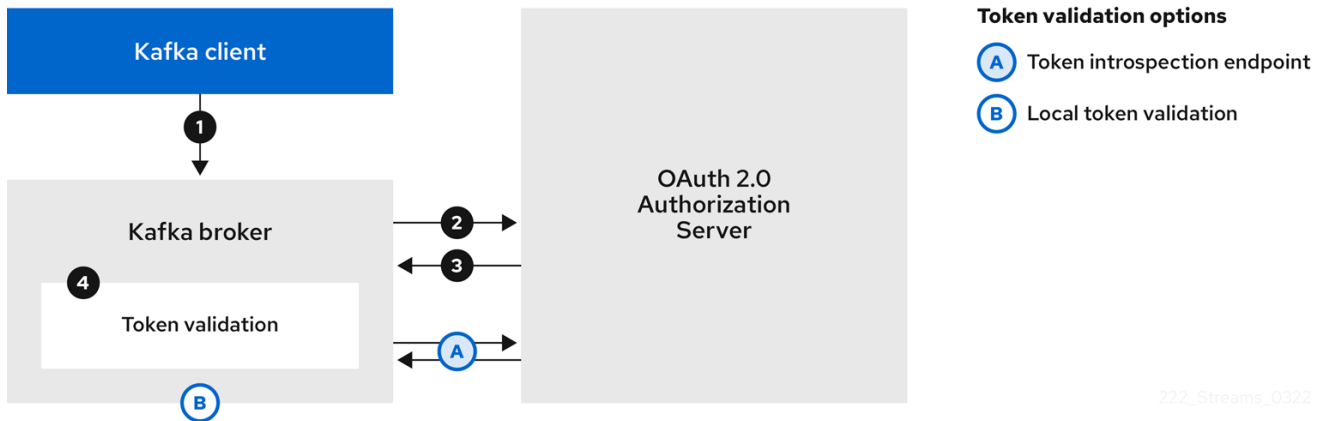 Kafka client
1
Kafka broker
2
3
4
Token validation
A
B
OAuth 2.0
Authorization
Server
Token validation options
A Token introspection endpoint
B Local token validation
222_Streams_0322